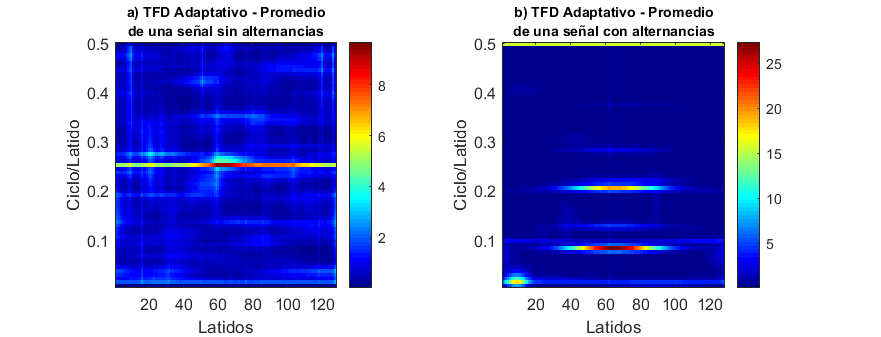 a) TFD Adaptativo - Promedio
de una señal sin alternancias
0.5
0.4
0.3
0.2
0.1
Ciclo/Latido
20 40 60 80 100 120
Latidos
8
6
4
2
b) TFD Adaptativo - Promedio
de una señal con alternancias
0.5
0.4
0.3
0.2
0.1
Ciclo/Latido
20 40 60 80 100 120
Latidos
25
20
15
10
5